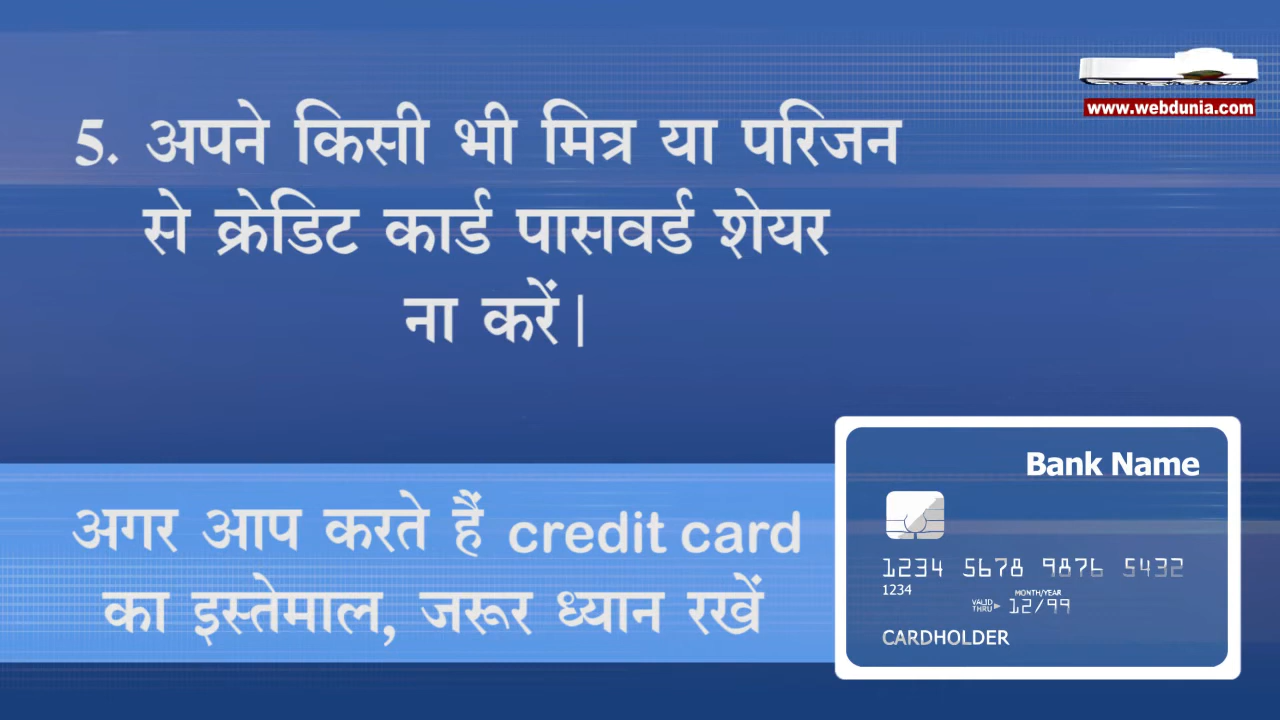 www.webdunia.com
5. अपने किसी भी मित्र या परिजन
से क्रेडिट कार्ड पासवर्ड शेयर
ना करें|
अगर आप करते हैं credit card
का इस्तेमाल, जरूर ध्यान रखें
Bank Name
1234 5678 9876 5432
1234
MONTH/YEAR
VALID THRU 12/99
CARDHOLDER